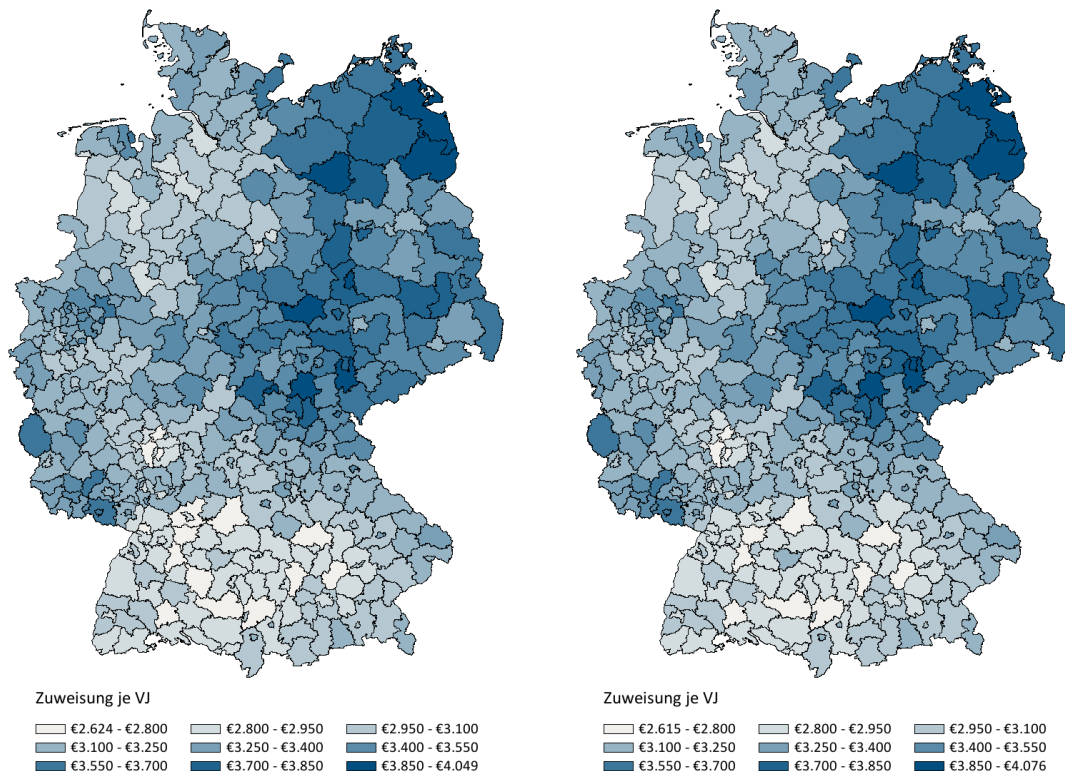 Zuweisung je VJ
€2.624 - €2.800 €2.800 - €2.950 €2.950 - €3.100
€3.100 - €3.250 €3.250 - €3.400 €3.400 - €3.550
€3.550 - €3.700 €3.700 - €3.850 €3.850 - €4.049
Zuweisung je VJ
€2.615 - €2.800 €2.800 - €2.950 €2.950 - €3.100
€3.100 - €3.250 €3.250 - €3.400 €3.400 - €3.550
€3.550 - €3.700 €3.700 - €3.850 €3.850 - €4.076